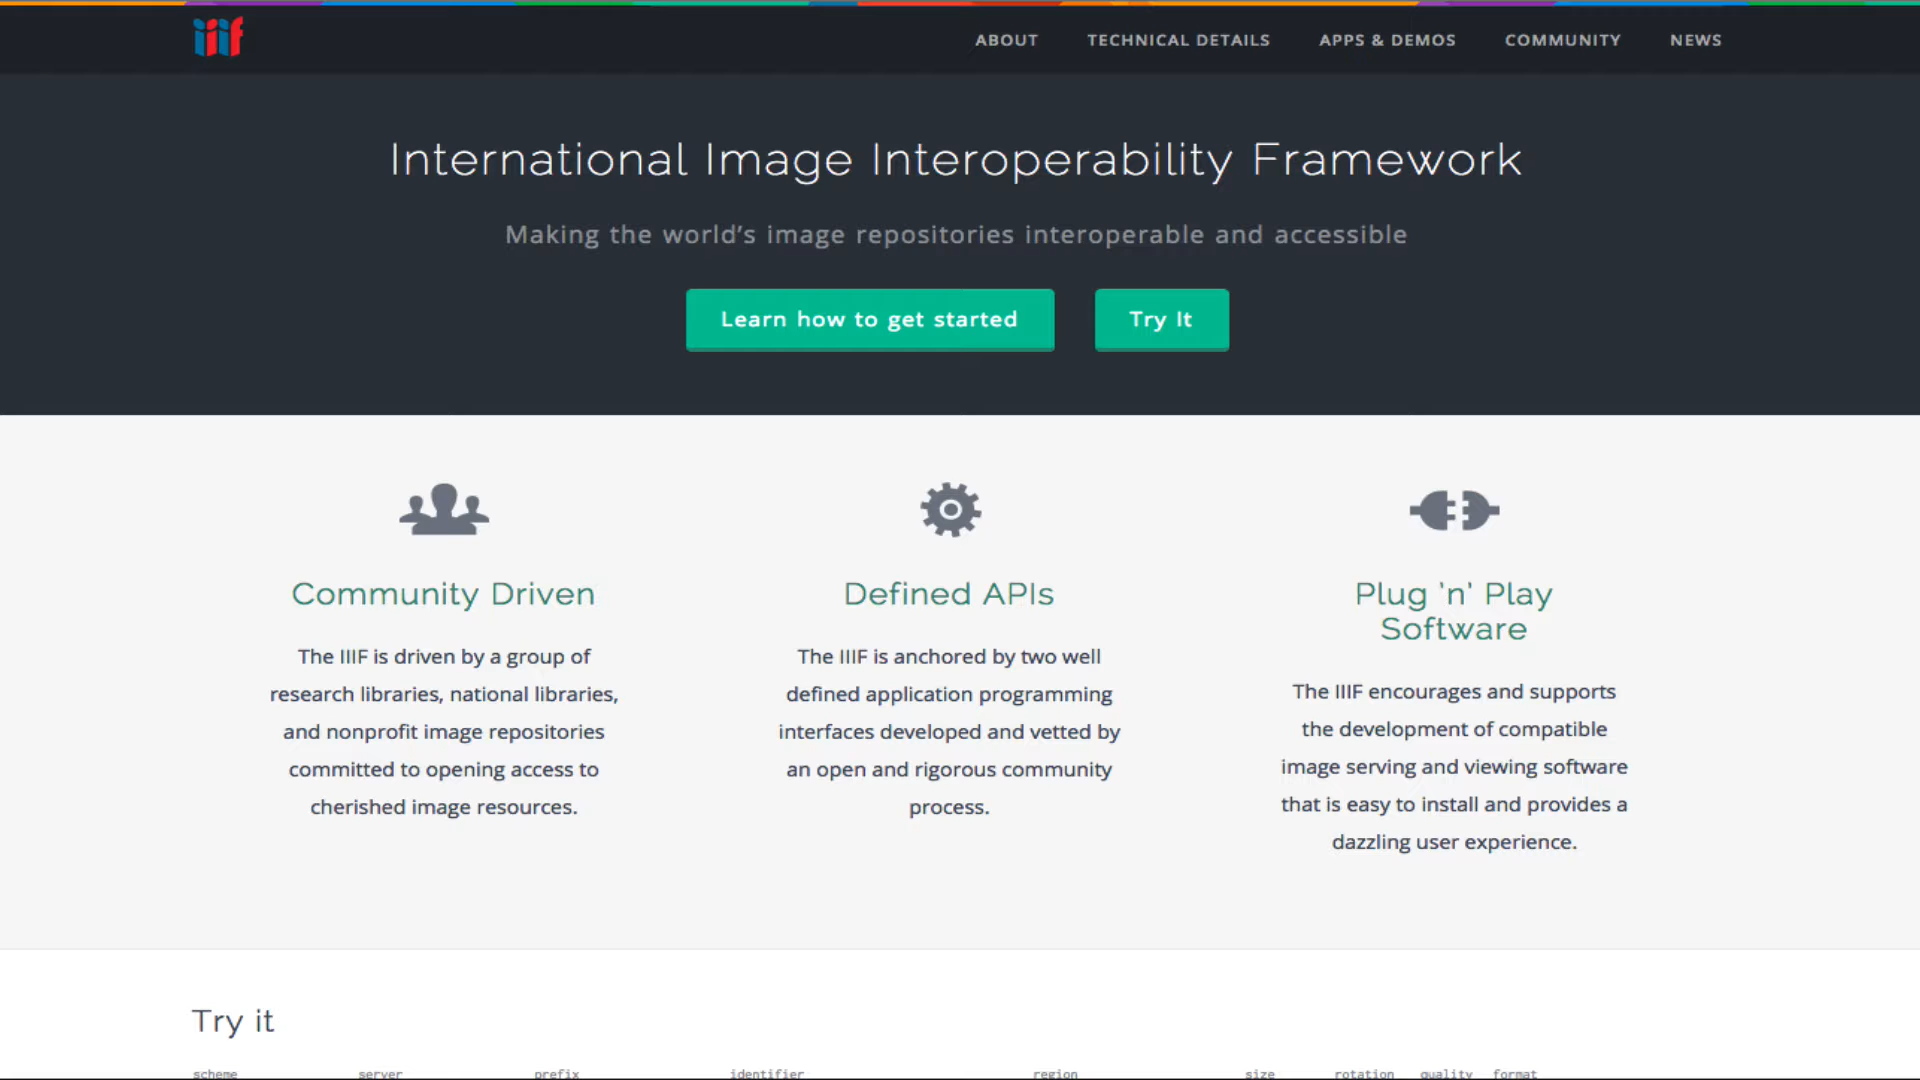 iiif
ABOUT TECHNICAL DETAILS APPS & DEMOS COMMUNITY NEWS
International Image Interoperability Framework
Making the world’s image repositories interoperable and accessible
Learn how to get started Try It
Community Driven
The IIIF is driven by a group of
research libraries, national libraries,
and nonprofit image repositories
committed to opening access to
cherished image resources.
Defined APIs
The IIIF is anchored by two well
defined application programming
interfaces developed and vetted by
an open and rigorous community
process.
Plug ’n’ Play
Software
The IIIF encourages and supports
the development of compatible
image serving and viewing software
that is easy to install and provides a
dazzling user experience.
Try it
scheme server prefix identifier region size rotation quality format